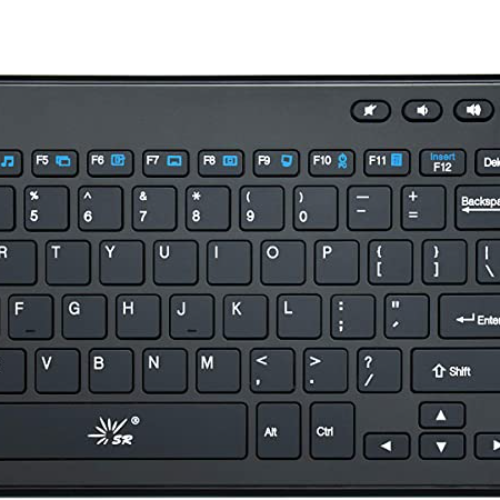 F5 F6 F7 F8 F9 F10 F11 Insert F12 Del
% ^ & * ( ) — +
5 6 7 8 9 0 - = Backspa
R T Y U I O P { } |
[ ] \
F G H J K L : " Enter
; '
V B N M < > ? Shift
, . /
SR ® Alt Ctrl